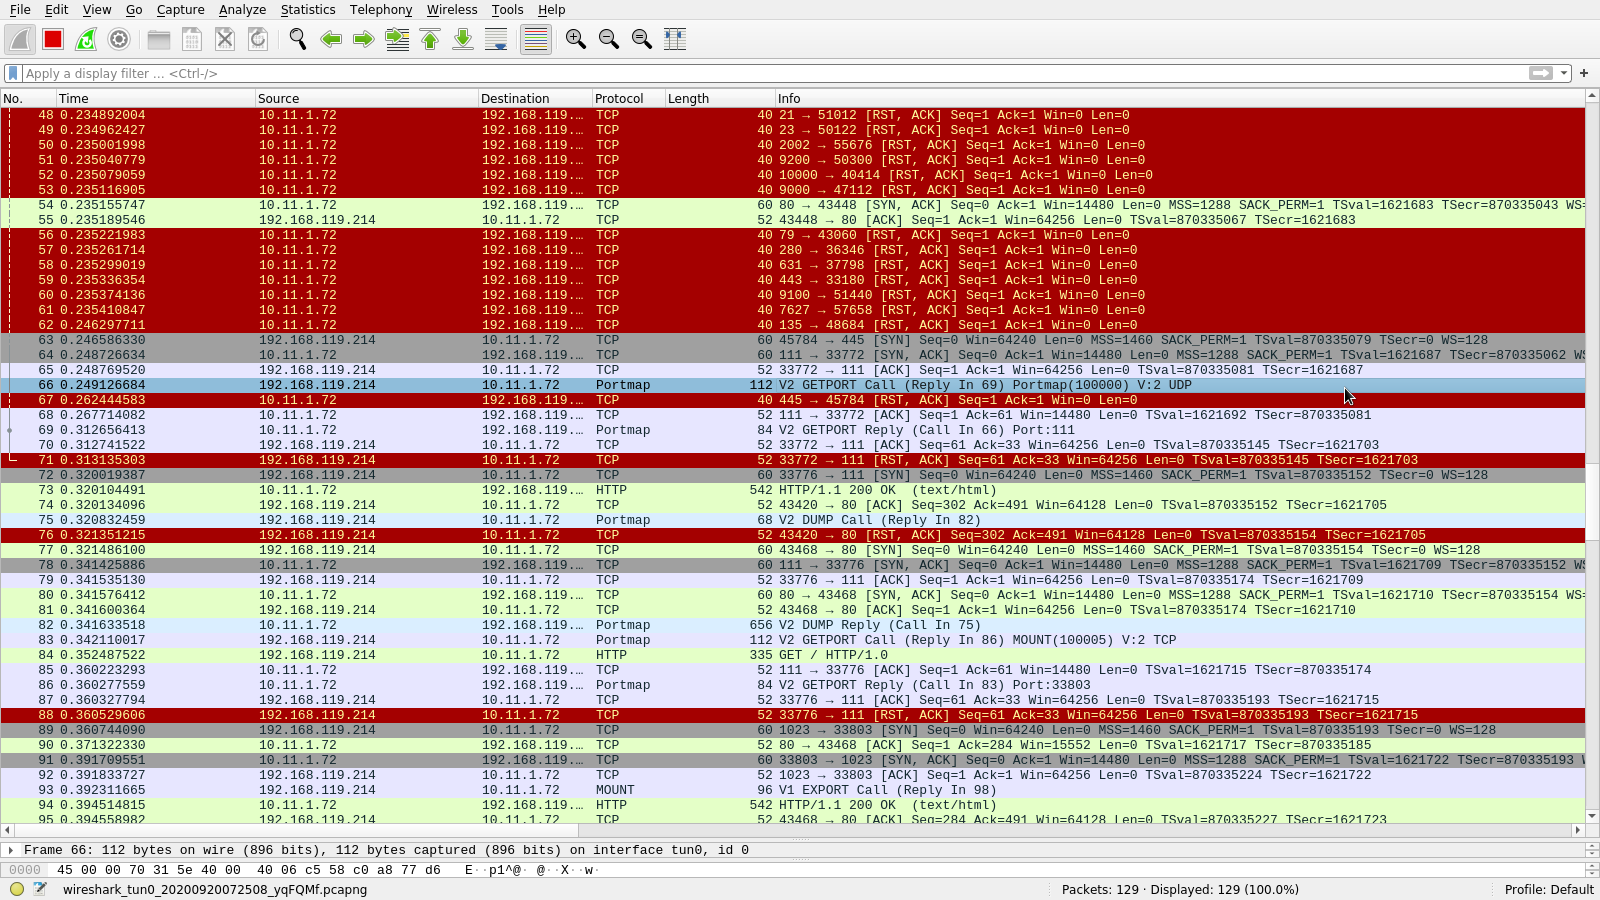 File Edit View Go Capture Analyze Statistics Telephony Wireless Tools Help
Apply a display filter ... <Ctrl-/>
No. Time Source Destination Protocol Length Info
48 0.234892004 10.11.1.72 192.168.119.… TCP 40 21 → 51012 [RST, ACK] Seq=1 Ack=1 Win=0 Len=0
49 0.234962427 10.11.1.72 192.168.119.… TCP 40 23 → 50122 [RST, ACK] Seq=1 Ack=1 Win=0 Len=0
50 0.235001998 10.11.1.72 192.168.119.… TCP 40 2002 → 55676 [RST, ACK] Seq=1 Ack=1 Win=0 Len=0
51 0.235040779 10.11.1.72 192.168.119.… TCP 40 9200 → 50300 [RST, ACK] Seq=1 Ack=1 Win=0 Len=0
52 0.235079059 10.11.1.72 192.168.119.… TCP 40 10000 → 40414 [RST, ACK] Seq=1 Ack=1 Win=0 Len=0
53 0.235116905 10.11.1.72 192.168.119.… TCP 40 9000 → 47112 [RST, ACK] Seq=1 Ack=1 Win=0 Len=0
54 0.235155747 10.11.1.72 192.168.119.… TCP 60 80 → 43448 [SYN, ACK] Seq=0 Ack=1 Win=14480 Len=0 MSS=1288 SACK_PERM=1 TSval=1621683 TSecr=870335043 WS=
55 0.235189546 192.168.119.214 10.11.1.72 TCP 52 43448 → 80 [ACK] Seq=1 Ack=1 Win=64256 Len=0 TSval=870335067 TSecr=1621683
56 0.235221983 10.11.1.72 192.168.119.… TCP 40 79 → 43060 [RST, ACK] Seq=1 Ack=1 Win=0 Len=0
57 0.235261714 10.11.1.72 192.168.119.… TCP 40 280 → 36346 [RST, ACK] Seq=1 Ack=1 Win=0 Len=0
58 0.235299019 10.11.1.72 192.168.119.… TCP 40 631 → 37798 [RST, ACK] Seq=1 Ack=1 Win=0 Len=0
59 0.235336354 10.11.1.72 192.168.119.… TCP 40 443 → 33180 [RST, ACK] Seq=1 Ack=1 Win=0 Len=0
60 0.235374136 10.11.1.72 192.168.119.… TCP 40 9100 → 51440 [RST, ACK] Seq=1 Ack=1 Win=0 Len=0
61 0.235410847 10.11.1.72 192.168.119.… TCP 40 7627 → 57658 [RST, ACK] Seq=1 Ack=1 Win=0 Len=0
62 0.246297711 10.11.1.72 192.168.119.… TCP 40 135 → 48684 [RST, ACK] Seq=1 Ack=1 Win=0 Len=0
63 0.246586330 192.168.119.214 10.11.1.72 TCP 60 45784 → 445 [SYN] Seq=0 Win=64240 Len=0 MSS=1460 SACK_PERM=1 TSval=870335079 TSecr=0 WS=128
64 0.248726634 10.11.1.72 192.168.119.… TCP 60 111 → 33772 [SYN, ACK] Seq=0 Ack=1 Win=14480 Len=0 MSS=1288 SACK_PERM=1 TSval=1621687 TSecr=870335062 WS
65 0.248769520 192.168.119.214 10.11.1.72 TCP 52 33772 → 111 [ACK] Seq=1 Ack=1 Win=64256 Len=0 TSval=870335081 TSecr=1621687
66 0.249126684 192.168.119.214 10.11.1.72 Portmap 112 V2 GETPORT Call (Reply In 69) Portmap(100000) V:2 UDP
67 0.262444583 10.11.1.72 192.168.119.… TCP 40 445 → 45784 [RST, ACK] Seq=1 Ack=1 Win=0 Len=0
68 0.267714082 10.11.1.72 192.168.119.… TCP 52 111 → 33772 [ACK] Seq=1 Ack=61 Win=14480 Len=0 TSval=1621692 TSecr=870335081
69 0.312656413 10.11.1.72 192.168.119.… Portmap 84 V2 GETPORT Reply (Call In 66) Port:111
70 0.312741522 192.168.119.214 10.11.1.72 TCP 52 33772 → 111 [ACK] Seq=61 Ack=33 Win=64256 Len=0 TSval=870335145 TSecr=1621703
71 0.313135303 192.168.119.214 10.11.1.72 TCP 52 33772 → 111 [RST, ACK] Seq=61 Ack=33 Win=64256 Len=0 TSval=870335145 TSecr=1621703
72 0.320019387 192.168.119.214 10.11.1.72 TCP 60 33776 → 111 [SYN] Seq=0 Win=64240 Len=0 MSS=1460 SACK_PERM=1 TSval=870335152 TSecr=0 WS=128
73 0.320104491 10.11.1.72 192.168.119.… HTTP 542 HTTP/1.1 200 OK (text/html)
74 0.320134096 192.168.119.214 10.11.1.72 TCP 52 43420 → 80 [ACK] Seq=302 Ack=491 Win=64128 Len=0 TSval=870335152 TSecr=1621705
75 0.320832459 192.168.119.214 10.11.1.72 Portmap 68 V2 DUMP Call (Reply In 82)
76 0.321351215 192.168.119.214 10.11.1.72 TCP 52 43420 → 80 [RST, ACK] Seq=302 Ack=491 Win=64128 Len=0 TSval=870335154 TSecr=1621705
77 0.321486100 192.168.119.214 10.11.1.72 TCP 60 43468 → 80 [SYN] Seq=0 Win=64240 Len=0 MSS=1460 SACK_PERM=1 TSval=870335154 TSecr=0 WS=128
78 0.341425886 10.11.1.72 192.168.119.… TCP 60 111 → 33776 [SYN, ACK] Seq=0 Ack=1 Win=14480 Len=0 MSS=1288 SACK_PERM=1 TSval=1621709 TSecr=870335152 WS
79 0.341535130 192.168.119.214 10.11.1.72 TCP 52 33776 → 111 [ACK] Seq=1 Ack=1 Win=64256 Len=0 TSval=870335174 TSecr=1621709
80 0.341576412 10.11.1.72 192.168.119.… TCP 60 80 → 43468 [SYN, ACK] Seq=0 Ack=1 Win=14480 Len=0 MSS=1288 SACK_PERM=1 TSval=1621710 TSecr=870335154 WS=
81 0.341600364 192.168.119.214 10.11.1.72 TCP 52 43468 → 80 [ACK] Seq=1 Ack=1 Win=64256 Len=0 TSval=870335174 TSecr=1621710
82 0.341633518 10.11.1.72 192.168.119.… Portmap 656 V2 DUMP Reply (Call In 75)
83 0.342110017 192.168.119.214 10.11.1.72 Portmap 112 V2 GETPORT Call (Reply In 86) MOUNT(100005) V:2 TCP
84 0.352487522 192.168.119.214 10.11.1.72 HTTP 335 GET / HTTP/1.0
85 0.360223293 10.11.1.72 192.168.119.… TCP 52 111 → 33776 [ACK] Seq=1 Ack=61 Win=14480 Len=0 TSval=1621715 TSecr=870335174
86 0.360277559 10.11.1.72 192.168.119.… Portmap 84 V2 GETPORT Reply (Call In 83) Port:33803
87 0.360327794 192.168.119.214 10.11.1.72 TCP 52 33776 → 111 [ACK] Seq=61 Ack=33 Win=64256 Len=0 TSval=870335193 TSecr=1621715
88 0.360529606 192.168.119.214 10.11.1.72 TCP 52 33776 → 111 [RST, ACK] Seq=61 Ack=33 Win=64256 Len=0 TSval=870335193 TSecr=1621715
89 0.360744090 192.168.119.214 10.11.1.72 TCP 60 1023 → 33803 [SYN] Seq=0 Win=64240 Len=0 MSS=1460 SACK_PERM=1 TSval=870335193 TSecr=0 WS=128
90 0.371322330 10.11.1.72 192.168.119.… TCP 52 80 → 43468 [ACK] Seq=1 Ack=284 Win=15552 Len=0 TSval=1621717 TSecr=870335185
91 0.391709551 10.11.1.72 192.168.119.… TCP 60 33803 → 1023 [SYN, ACK] Seq=0 Ack=1 Win=14480 Len=0 MSS=1288 SACK_PERM=1 TSval=1621722 TSecr=870335193
92 0.391833727 192.168.119.214 10.11.1.72 TCP 52 1023 → 33803 [ACK] Seq=1 Ack=1 Win=64256 Len=0 TSval=870335224 TSecr=1621722
93 0.392311665 192.168.119.214 10.11.1.72 MOUNT 96 V1 EXPORT Call (Reply In 98)
94 0.394514815 10.11.1.72 192.168.119.… HTTP 542 HTTP/1.1 200 OK (text/html)
95 0.394558982 192.168.119.214 10.11.1.72 TCP 52 43468 → 80 [ACK] Seq=284 Ack=491 Win=64128 Len=0 TSval=870335227 TSecr=1621723
Frame 66: 112 bytes on wire (896 bits), 112 bytes captured (896 bits) on interface tun0, id 0
0000 45 00 00 70 31 5e 40 00 40 06 c5 58 c0 a8 77 d6 E··p1^@· @··X··w·
wireshark_tun0_20200920072508_yqFQMf.pcapng Packets: 129 · Displayed: 129 (100.0%) Profile: Default